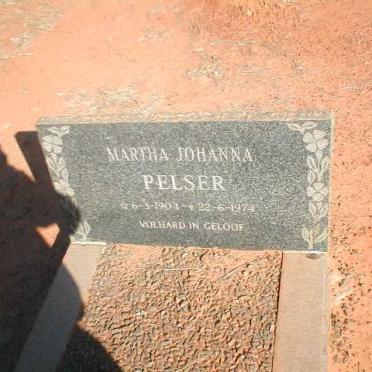 MARTHA JOHANNA
PELSER
☆ 6-3-1904 - ✝ 22-6-1974
VOLHARD IN GELOOF